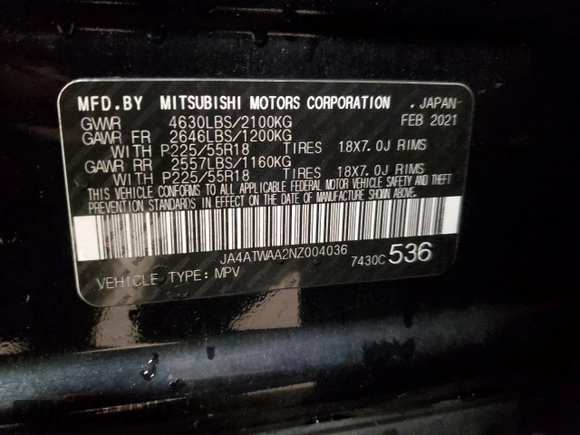 MFD. BY MITSUBISHI MOTORS CORPORATION . JAPAN
GVWR 4630LBS/2100KG FEB 2021
GAWR FR 2646LBS/1200KG
WITH P225/55R18 TIRES 18X7.0J RIMS
GAWR RR 2557LBS/1160KG
WITH P225/55R18 TIRES 18X7.0J RIMS
THIS VEHICLE CONFORMS TO ALL APPLICABLE FEDERAL MOTOR VEHICLE SAFETY AND THEFT
PREVENTION STANDARDS IN EFFECT ON THE DATE OF MANUFACTURE SHOWN ABOVE.
JA4ATWAA2NZ004036
7430C 536
VEHICLE TYPE: MPV